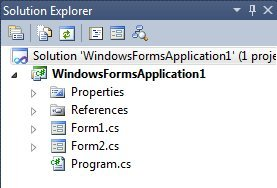 Solution Explorer
Solution 'WindowsFormsApplication1' (1 proje
WindowsFormsApplication1
Properties
References
Form1.cs
Form2.cs
Program.cs